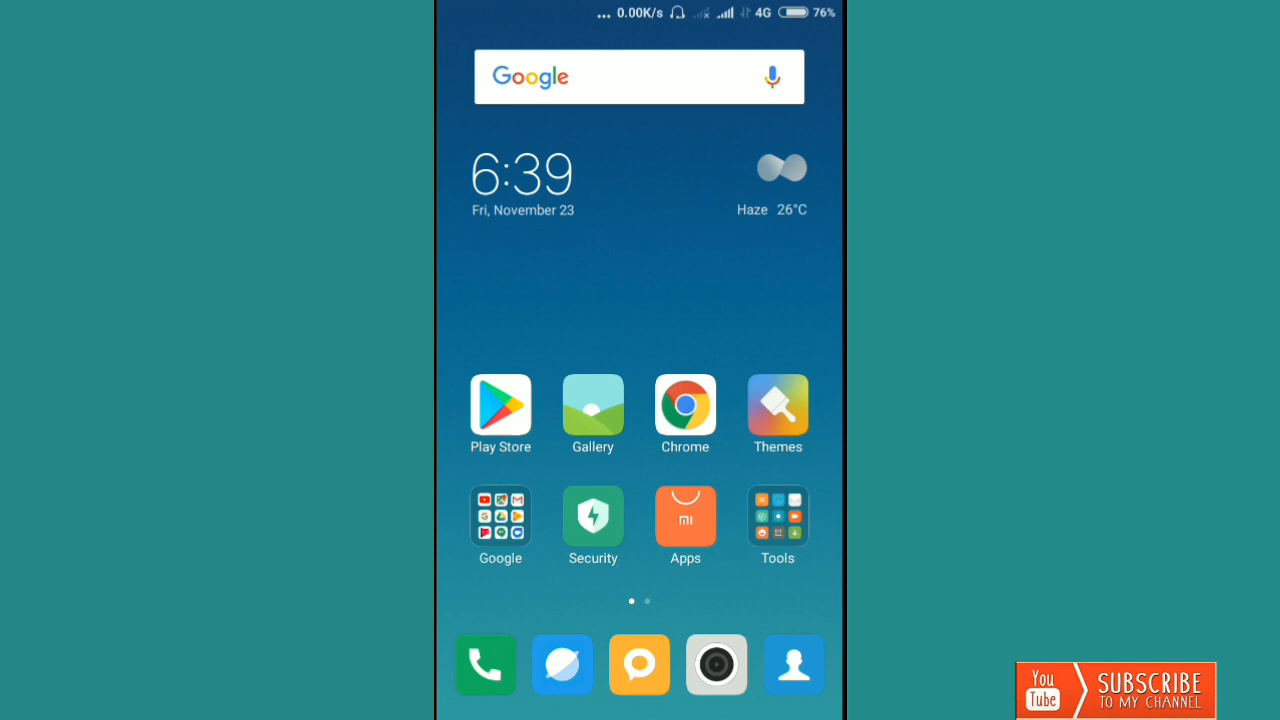 ... 0.00K/s 4G 76%
Google
6:39
Fri, November 23
Haze 26°C
Play Store Gallery Chrome Themes
mi
Google Security Apps Tools
You
Tube
SUBSCRIBE
TO MY CHANNEL